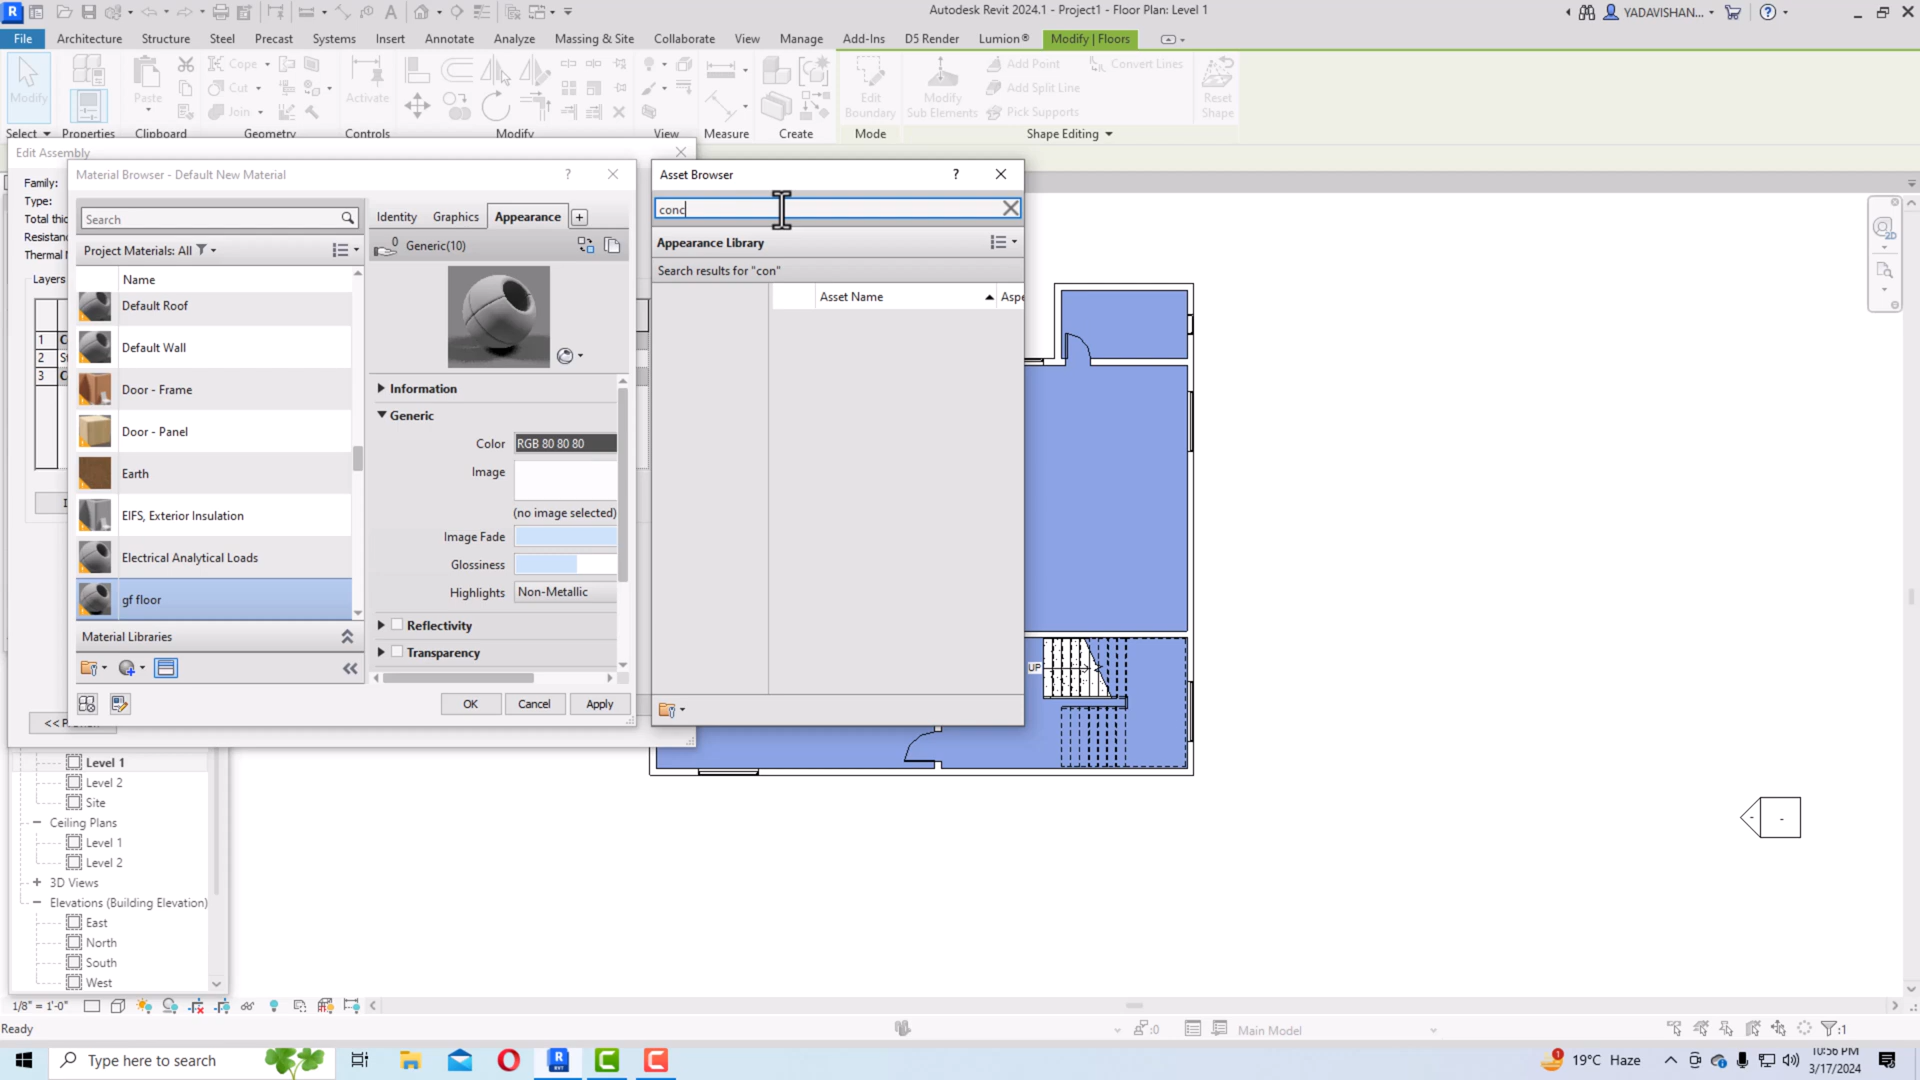 Autodesk Revit 2024.1 - Project1 - Floor Plan: Level 1
YADAVISHAN...
File Architecture Structure Steel Precast Systems Insert Annotate Analyze Massing & Site Collaborate View Manage Add-Ins D5 Render Lumion® Modify | Floors
Modify
Paste
Cope
Cut
Join
Activate
Edit
Boundary
Modify
Sub Elements
Add Point
Add Split Line
Pick Supports
Convert Lines
Reset
Shape
Select Properties Clipboard Geometry Controls Modify View Measure Create Mode Shape Editing
Edit Assembly
Family:
Type:
Layers
1
2
3
Material Browser - Default New Material
Search
Project Materials: All
Name
Default Roof
Default Wall
Door - Frame
Door - Panel
Earth
EIFS, Exterior Insulation
Electrical Analytical Loads
gf floor
Material Libraries
Identity Graphics Appearance
0
Generic(10)
Information
Generic
Color RGB 80 80 80
Image
(no image selected)
Image Fade
Glossiness
Highlights Non-Metallic
Reflectivity
Transparency
OK Cancel Apply
Asset Browser
conc
Appearance Library
Search results for "con"
Asset Name
UP
Level 1
Level 2
Site
Ceiling Plans
Level 1
Level 2
3D Views
Elevations (Building Elevation)
East
North
South
West
1/8" = 1'-0"
Ready
:0
Main Model
:1
Type here to search
19°C Haze
10:56 PM
3/17/2024